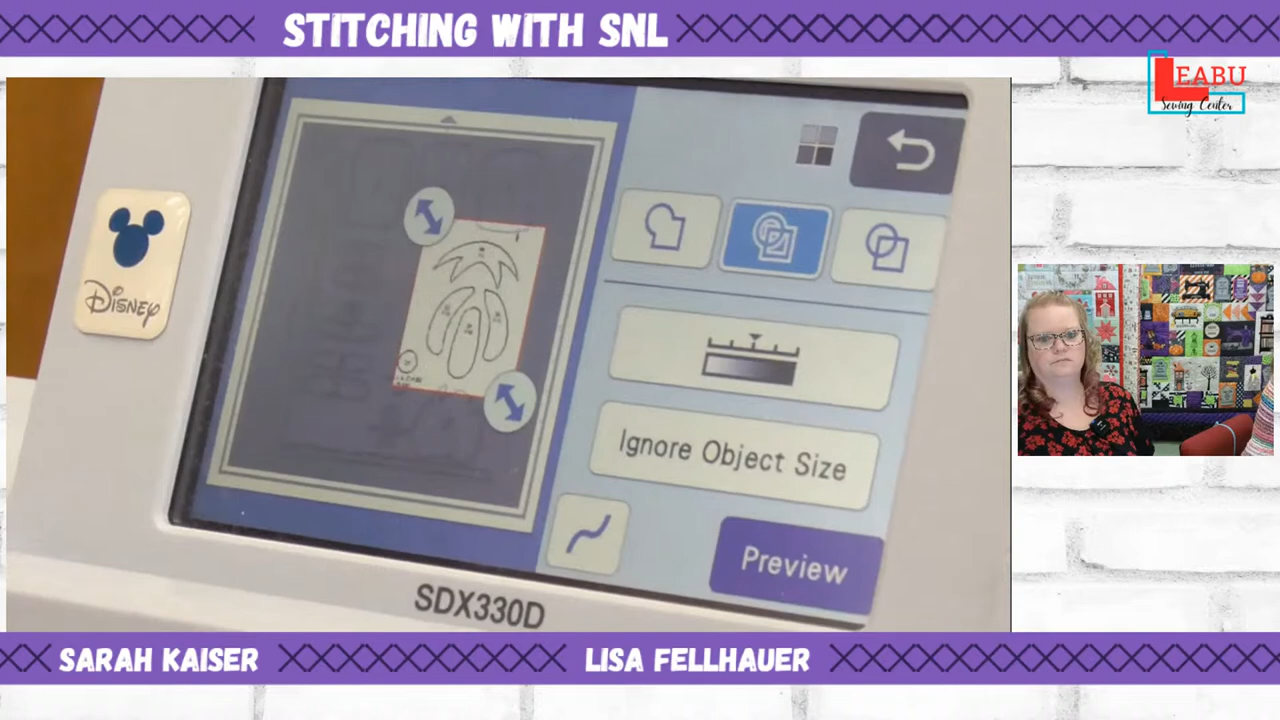 STITCHING WITH SNL
LEABU
Sewing Center
Disney
Ignore Object Size
Preview
SDX330D
SARAH KAISER
LISA FELLHAUER